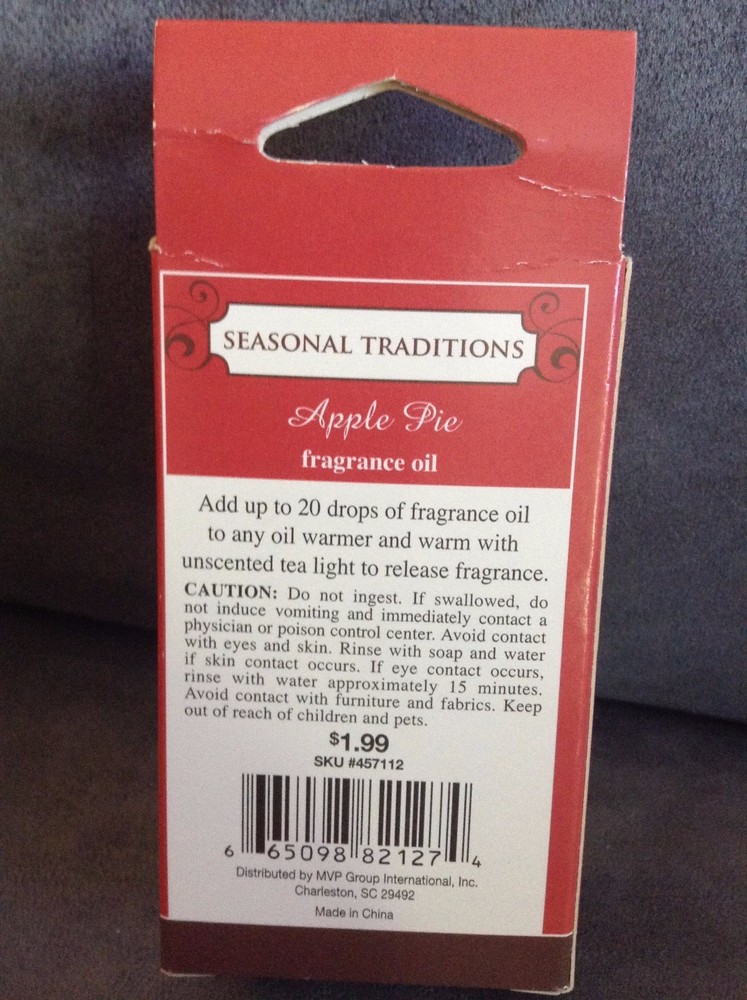 SEASONAL TRADITIONS
Apple Pie
fragrance oil
Add up to 20 drops of fragrance oil
to any oil warmer and warm with
unscented tea light to release fragrance.
CAUTION: Do not ingest. If swallowed, do
not induce vomiting and immediately contact a
physician or poison control center. Avoid contact
with eyes and skin. Rinse with soap and water
if skin contact occurs. If eye contact occurs,
rinse with water approximately 15 minutes.
Avoid contact with furniture and fabrics. Keep
out of reach of children and pets.
$1.99
SKU #457112
6 65098 82127 4
Distributed by MVP Group International, Inc.
Charleston, SC 29492
Made in China